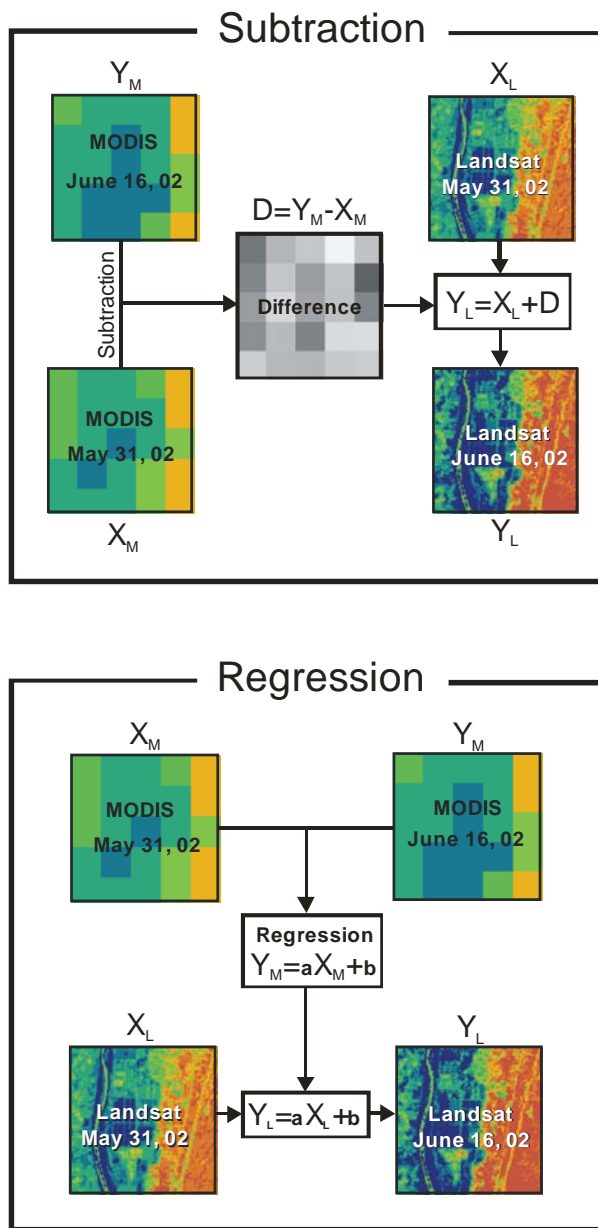 Subtraction
Y_M
X_L
MODIS
June 16, 02
Landsat
May 31, 02
D=Y_M-X_M
Subtraction
Difference
Y_L=X_L+D
MODIS
May 31, 02
Landsat
June 16, 02
X_M
Y_L
Regression
X_M
Y_M
MODIS
May 31, 02
MODIS
June 16, 02
Regression
Y_M=aX_M+b
X_L
Y_L
Landsat
May 31, 02
Y_L=aX_L+b
Landsat
June 16, 02